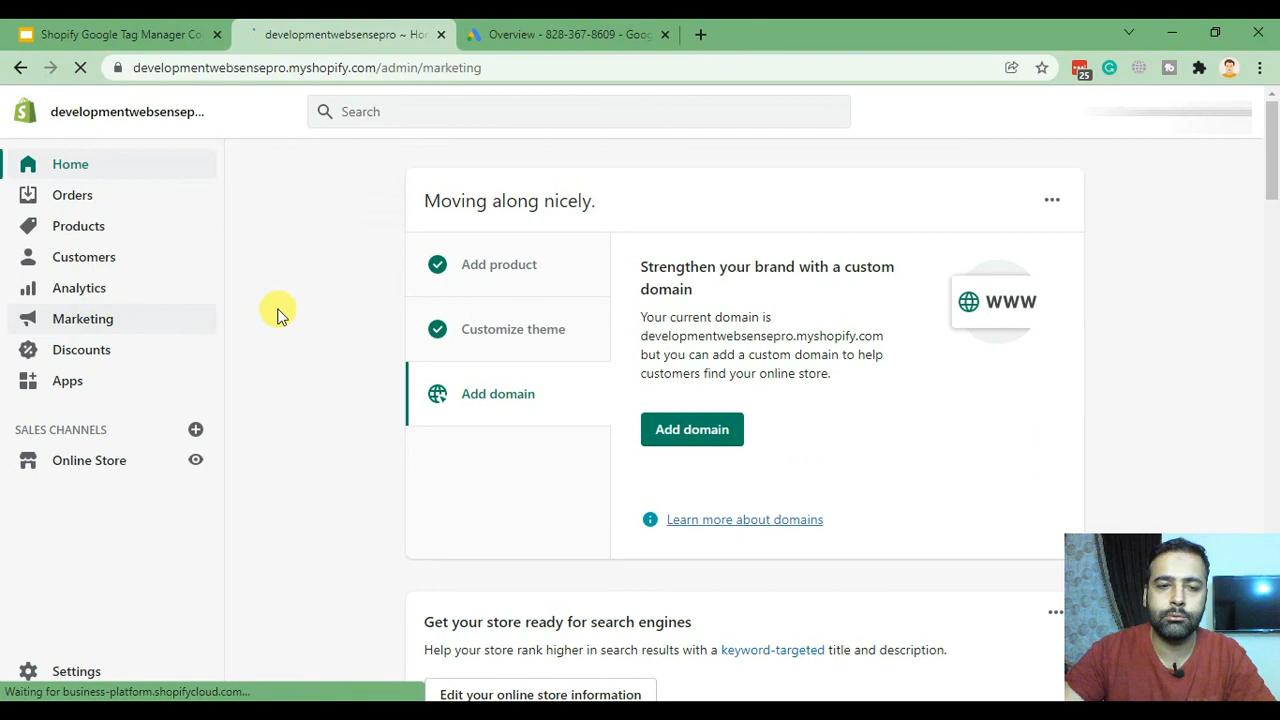 Shopify Google Tag Manager Co
developmentwebsensepro ~ Hor
Overview - 828-367-8609 - Goog
developmentwebsensepro.myshopify.com/admin/marketing
25
developmentwebsensep...
Search
Home
Orders
Products
Customers
Analytics
Marketing
Discounts
Apps
SALES CHANNELS
Online Store
Settings
Moving along nicely.
Add product
Customize theme
Add domain
Strengthen your brand with a custom
domain
Your current domain is
developmentwebsensepro.myshopify.com
but you can add a custom domain to help
customers find your online store.
WWW
Add domain
Learn more about domains
Get your store ready for search engines
Help your store rank higher in search results with a keyword-targeted title and description.
Edit your online store information
Waiting for business-platform.shopifycloud.com...